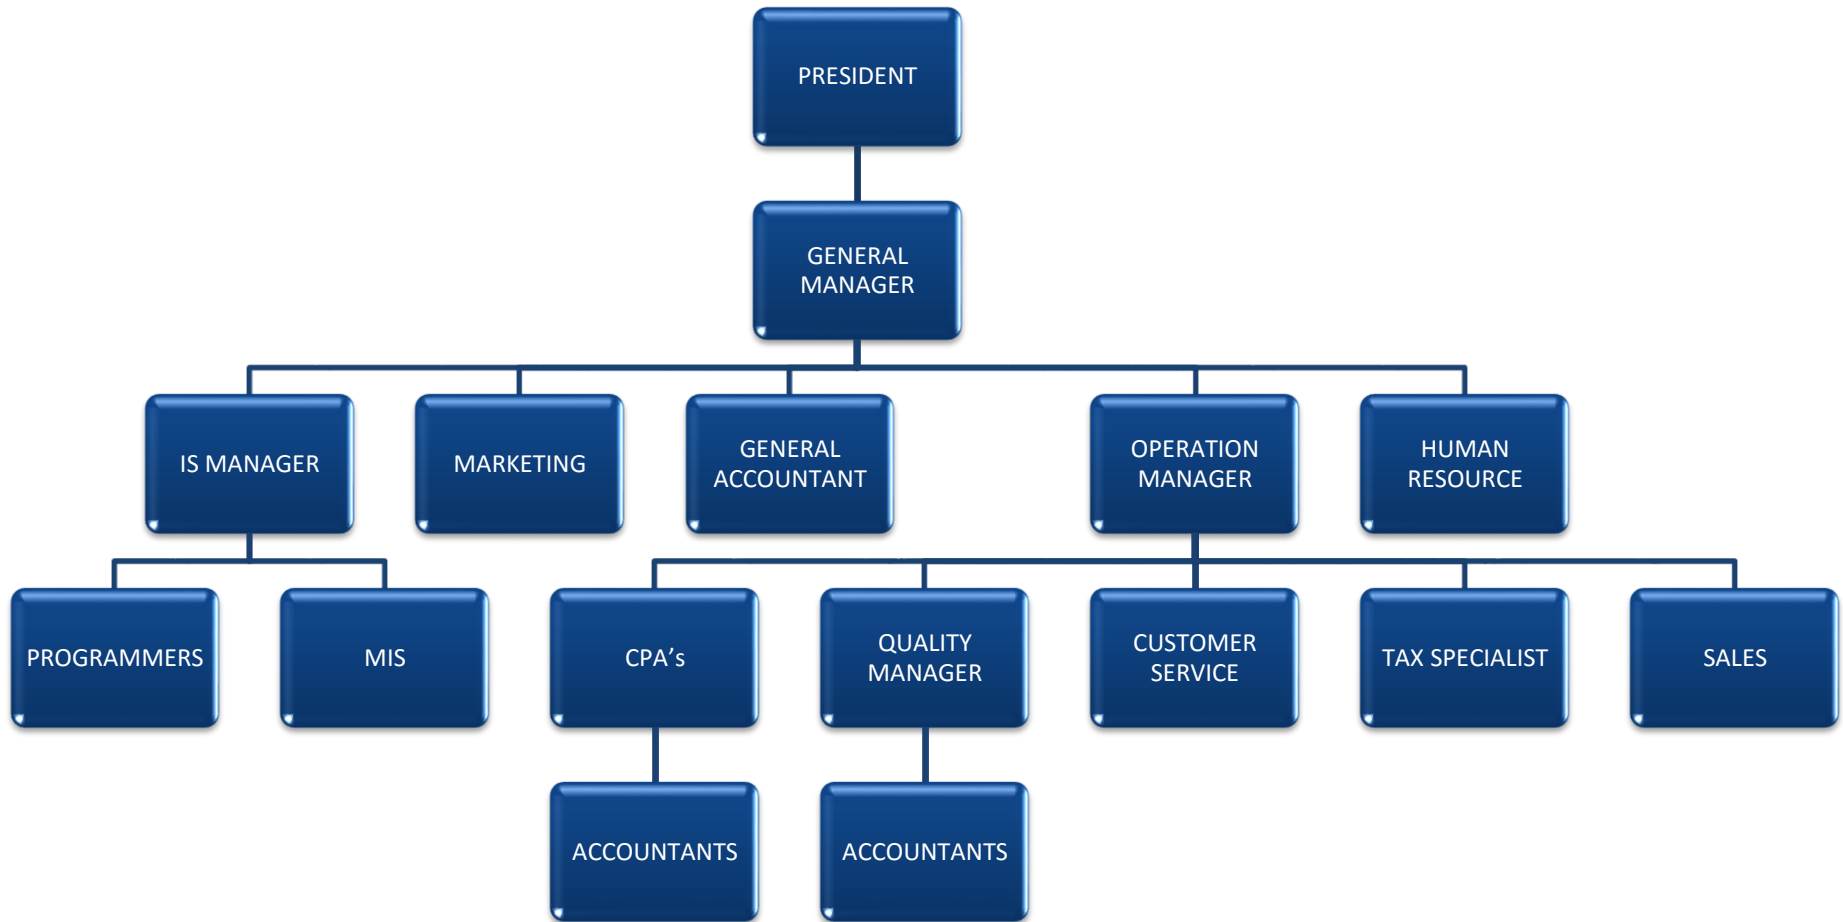 PRESIDENT
GENERAL
MANAGER
IS MANAGER
MARKETING
GENERAL
ACCOUNTANT
OPERATION
MANAGER
HUMAN
RESOURCE
PROGRAMMERS
MIS
CPA’s
QUALITY
MANAGER
CUSTOMER
SERVICE
TAX SPECIALIST
SALES
ACCOUNTANTS
ACCOUNTANTS